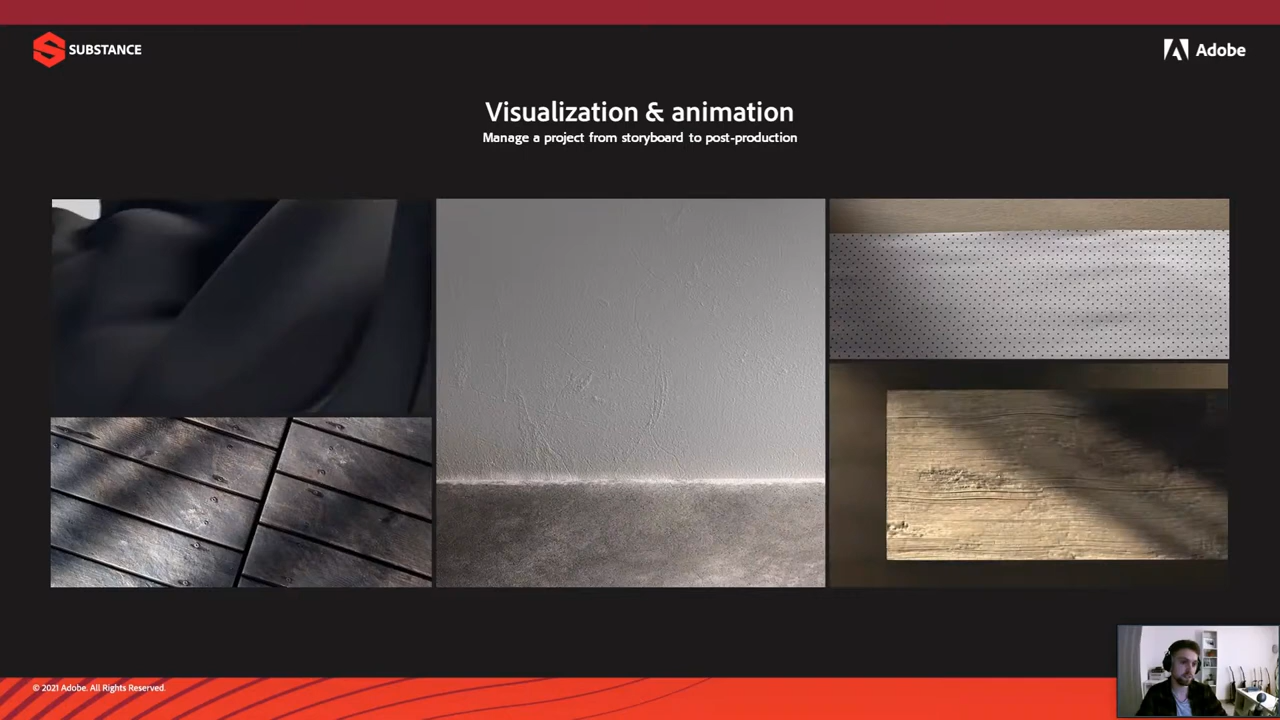 SUBSTANCE
Adobe
Visualization & animation
Manage a project from storyboard to post-production
© 2021 Adobe. All Rights Reserved.